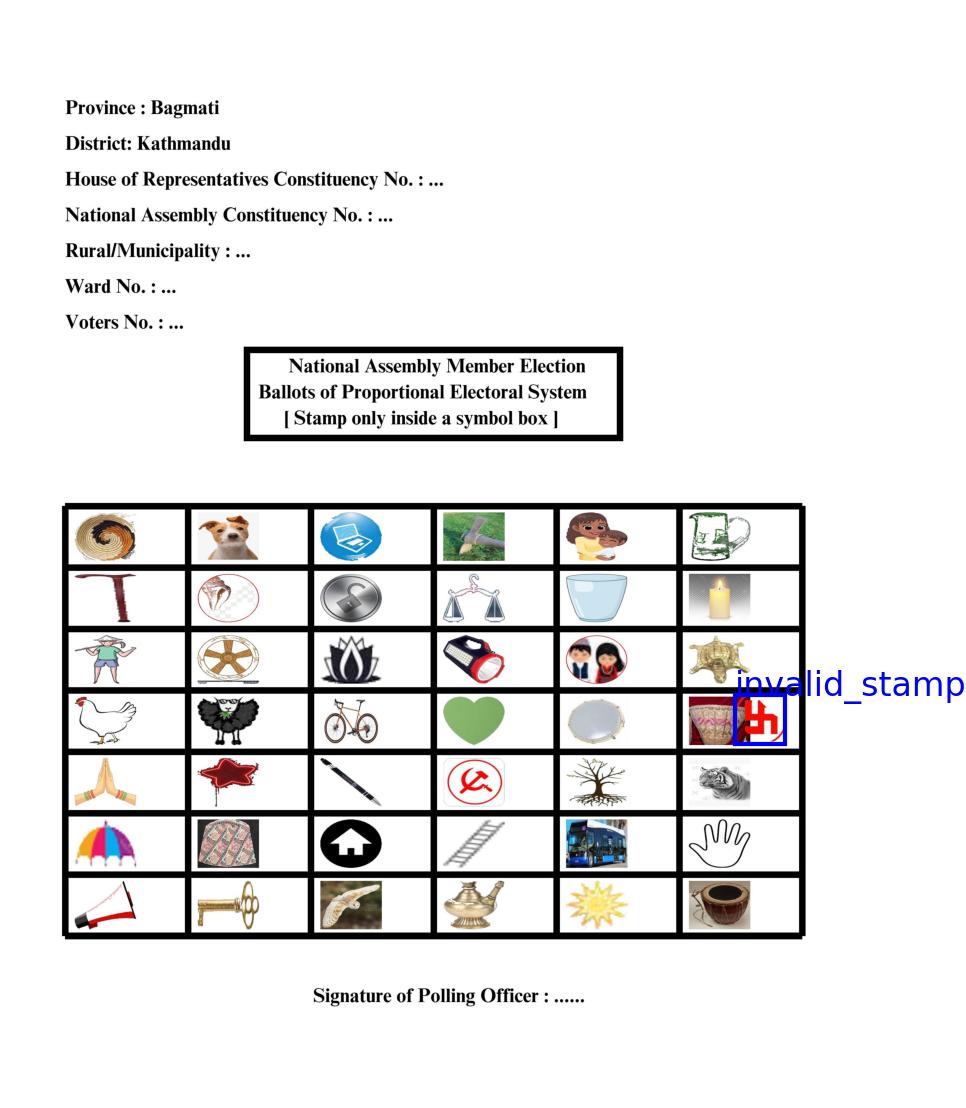 Province : Bagmati
District: Kathmandu
House of Representatives Constituency No. : ...
National Assembly Constituency No. : ...
Rural/Municipality : ...
Ward No. : ...
Voters No. : ...
National Assembly Member Election
Ballots of Proportional Electoral System
[ Stamp only inside a symbol box ]
invalid_stamp
Signature of Polling Officer : ......